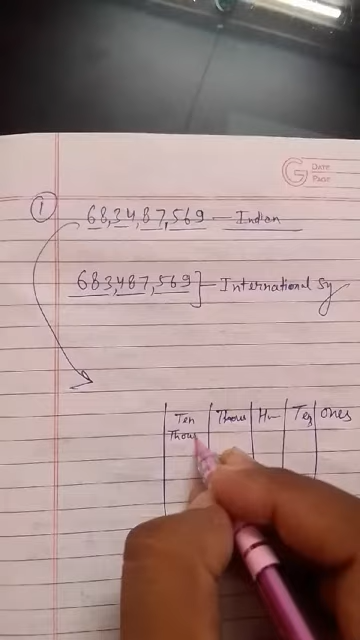 G DATE
PAGE
① 68,34,87,569 — Indian
683,487,569 ] — International Sy
Ten Thous Hu Ten Ones
Thous